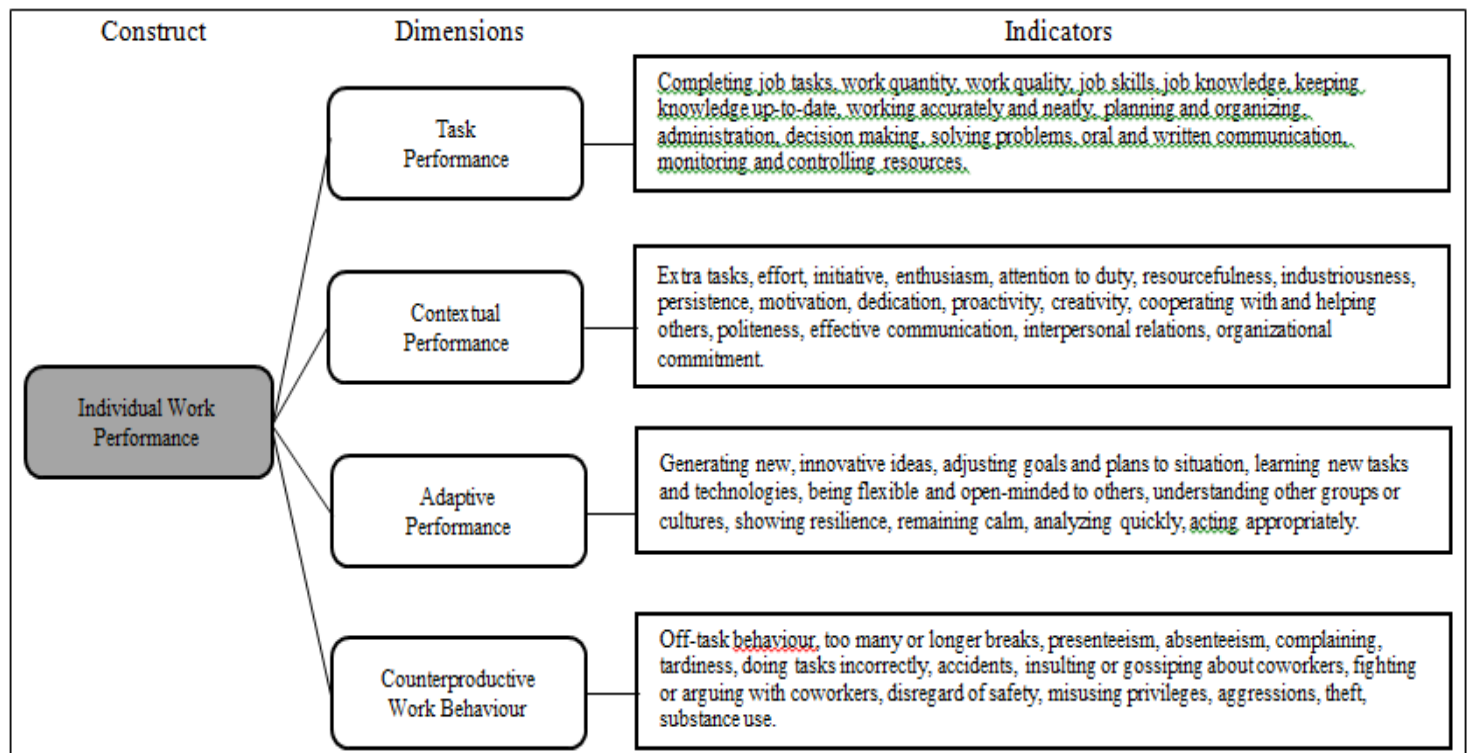 Construct
Dimensions
Indicators
Task
Performance
Completing job tasks, work quantity, work quality, job skills, job knowledge, keeping
knowledge up-to-date, working accurately and neatly, planning and organizing,
administration, decision making, solving problems, oral and written communication,
monitoring and controlling resources.
Contextual
Performance
Extra tasks, effort, initiative, enthusiasm, attention to duty, resourcefulness, industriousness,
persistence, motivation, dedication, proactivity, creativity, cooperating with and helping
others, politeness, effective communication, interpersonal relations, organizational
commitment.
Individual Work
Performance
Adaptive
Performance
Generating new, innovative ideas, adjusting goals and plans to situation, learning new tasks
and technologies, being flexible and open-minded to others, understanding other groups or
cultures, showing resilience, remaining calm, analyzing quickly, acting appropriately.
Counterproductive
Work Behaviour
Off-task behaviour, too many or longer breaks, presenteeism, absenteeism, complaining,
tardiness, doing tasks incorrectly, accidents, insulting or gossiping about coworkers, fighting
or arguing with coworkers, disregard of safety, misusing privileges, aggressions, theft,
substance use.